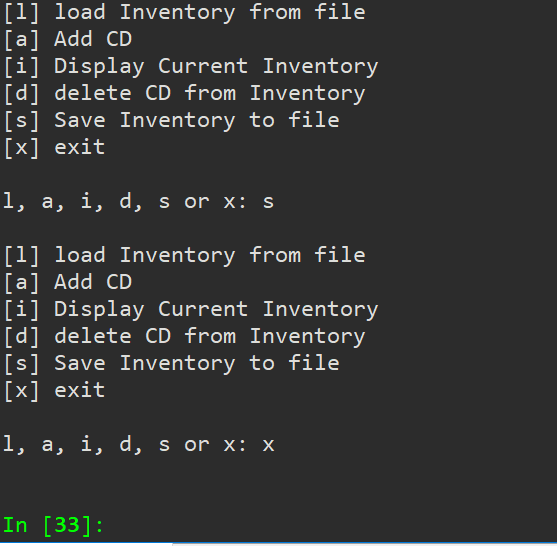 [l] load Inventory from file
[a] Add CD
[i] Display Current Inventory
[d] delete CD from Inventory
[s] Save Inventory to file
[x] exit
l, a, i, d, s or x: s
[l] load Inventory from file
[a] Add CD
[i] Display Current Inventory
[d] delete CD from Inventory
[s] Save Inventory to file
[x] exit
l, a, i, d, s or x: x
In [33]: